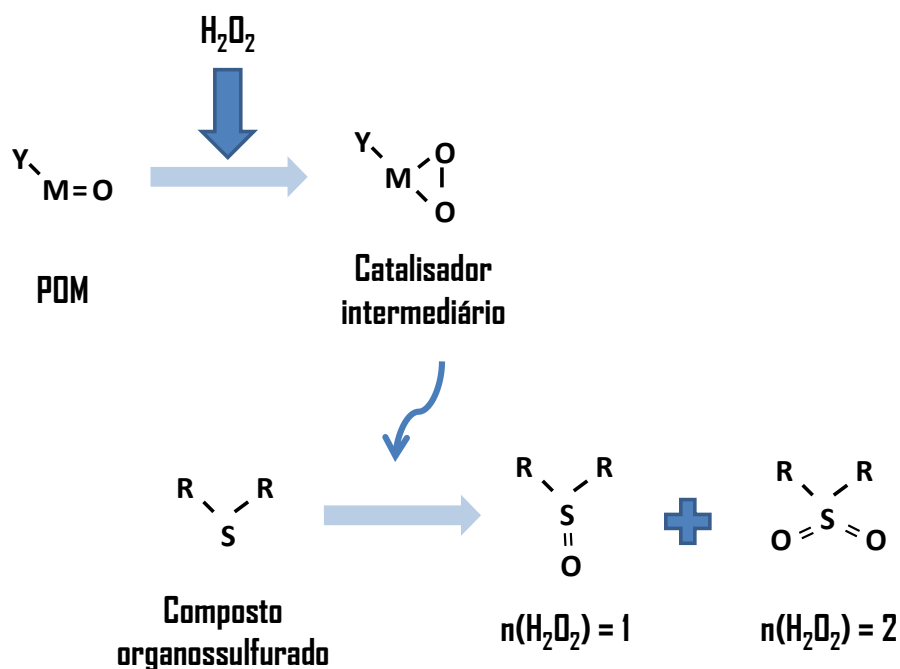 H₂O₂
Y
M=O
Y
M
O
O
POM
Catalisador
intermediário
R R
S
R R
S
O
R R
S
O O
Composto
organossulfurado
n(H₂O₂) = 1
n(H₂O₂) = 2